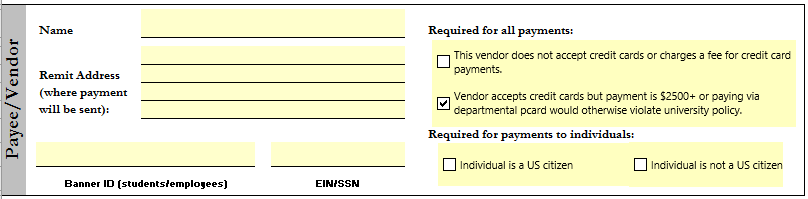 Payee/Vendor
Name
Remit Address
(where payment
will be sent):
Banner ID (students/employees)
EIN/SSN
Required for all payments:
This vendor does not accept credit cards or charges a fee for credit card
payments.
Vendor accepts credit cards but payment is $2500+ or paying via
departmental pcard would otherwise violate university policy.
Required for payments to individuals:
Individual is a US citizen
Individual is not a US citizen